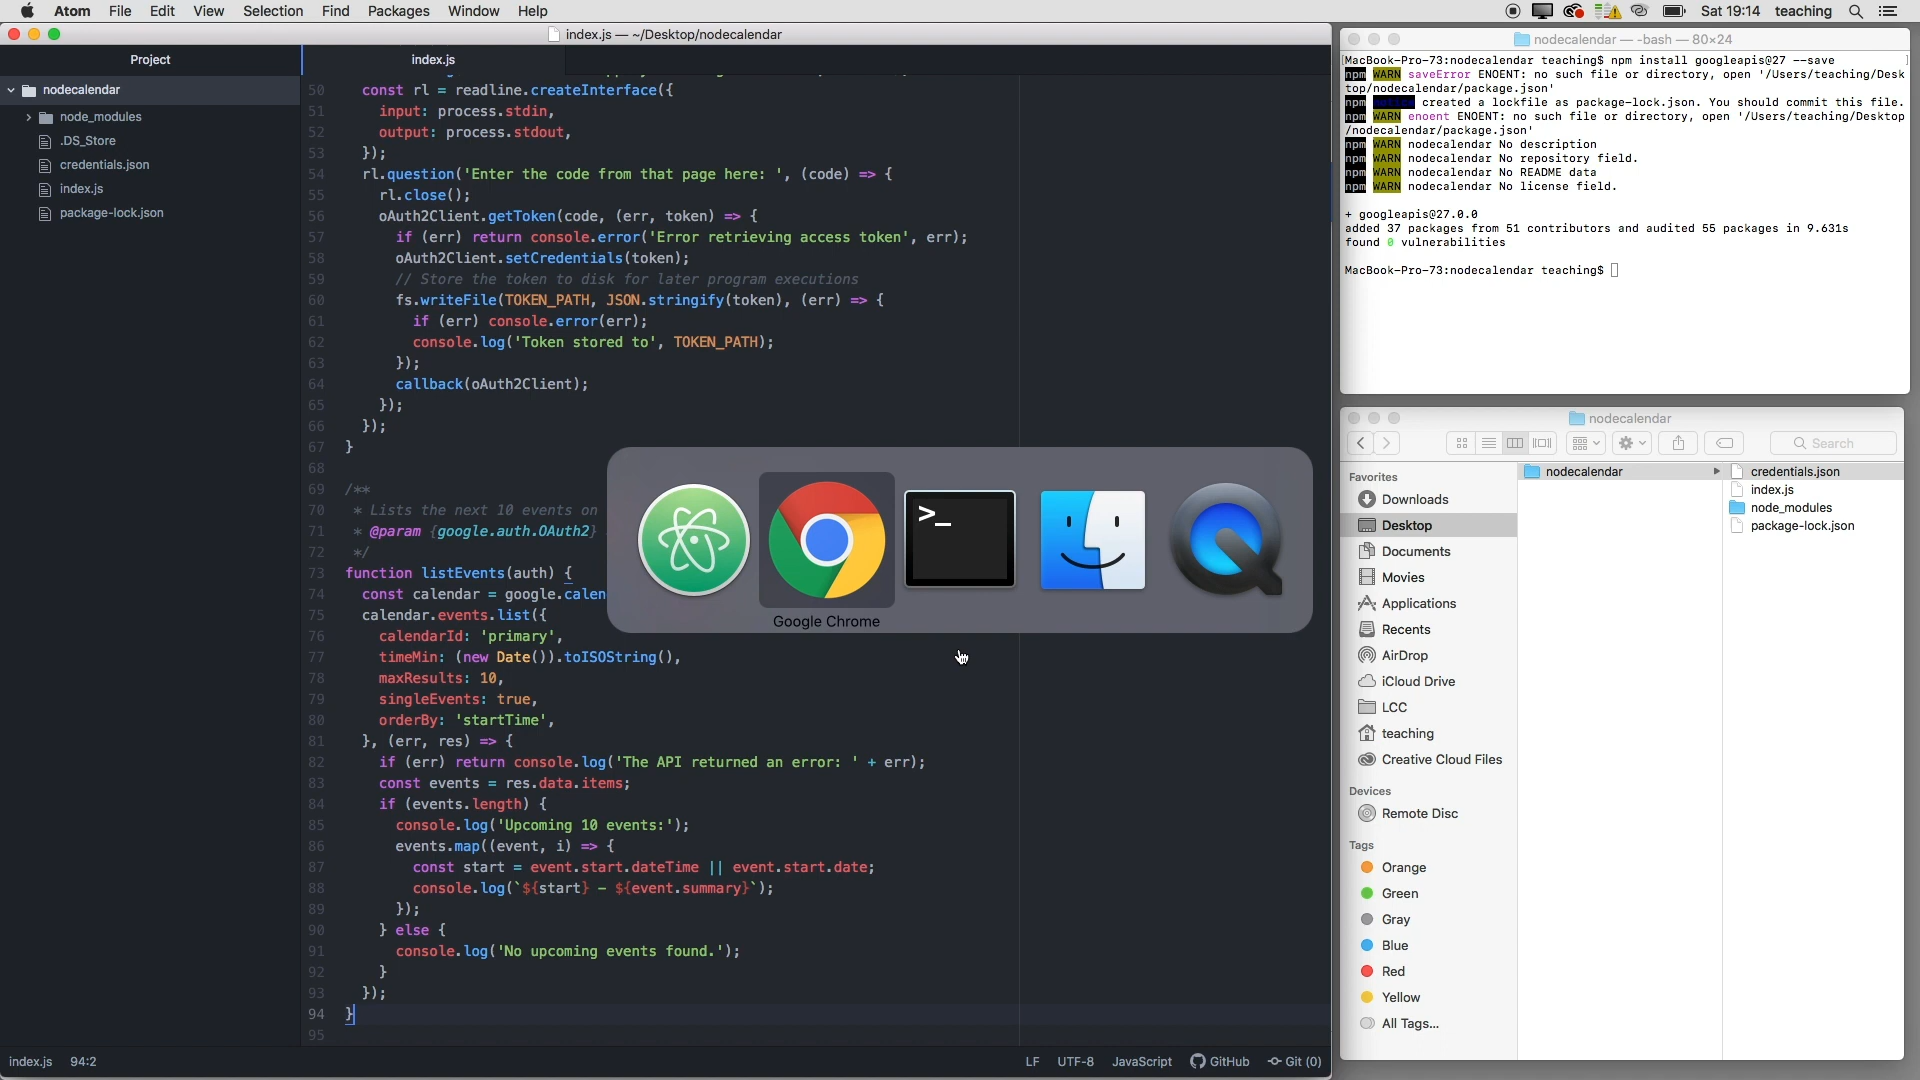 Atom File Edit View Selection Find Packages Window Help
Sat 19:14 teaching
index.js — ~/Desktop/nodecalendar
Project
index.js
nodecalendar
node_modules
.DS_Store
credentials.json
index.js
package-lock.json
50 const rl = readline.createInterface({
51 input: process.stdin,
52 output: process.stdout,
53 });
54 rl.question('Enter the code from that page here: ', (code) => {
55 rl.close();
56 oAuth2Client.getToken(code, (err, token) => {
57 if (err) return console.error('Error retrieving access token', err);
58 oAuth2Client.setCredentials(token);
59 // Store the token to disk for later program executions
60 fs.writeFile(TOKEN_PATH, JSON.stringify(token), (err) => {
61 if (err) console.error(err);
62 console.log('Token stored to', TOKEN_PATH);
63 });
64 callback(oAuth2Client);
65 });
66 });
67 }
68
69 /**
70 * Lists the next 10 events on
71 * @param {google.auth.OAuth2}
72 */
73 function listEvents(auth) {
74 const calendar = google.calen
75 calendar.events.list({
76 calendarId: 'primary',
77 timeMin: (new Date()).toISOString(),
78 maxResults: 10,
79 singleEvents: true,
80 orderBy: 'startTime',
81 }, (err, res) => {
82 if (err) return console.log('The API returned an error: ' + err);
83 const events = res.data.items;
84 if (events.length) {
85 console.log('Upcoming 10 events:');
86 events.map((event, i) => {
87 const start = event.start.dateTime || event.start.date;
88 console.log(`${start} - ${event.summary}`);
89 });
90 } else {
91 console.log('No upcoming events found.');
92 }
93 });
94 }
95
index.js 94:2
LF UTF-8 JavaScript GitHub Git (0)
>_
Google Chrome
nodecalendar — -bash — 80×24
[MacBook-Pro-73:nodecalendar teaching$ npm install googleapis@27 --save ]
npm WARN saveError ENOENT: no such file or directory, open '/Users/teaching/Desk
top/nodecalendar/package.json'
npm created a lockfile as package-lock.json. You should commit this file.
npm WARN enoent ENOENT: no such file or directory, open '/Users/teaching/Desktop
/nodecalendar/package.json'
npm WARN nodecalendar No description
npm WARN nodecalendar No repository field.
npm WARN nodecalendar No README data
npm WARN nodecalendar No license field.
+ googleapis@27.0.0
added 37 packages from 51 contributors and audited 55 packages in 9.631s
found 0 vulnerabilities
MacBook-Pro-73:nodecalendar teaching$
nodecalendar
Search
Favorites
Downloads
Desktop
Documents
Movies
Applications
Recents
AirDrop
iCloud Drive
LCC
teaching
Creative Cloud Files
Devices
Remote Disc
Tags
Orange
Green
Gray
Blue
Red
Yellow
All Tags...
nodecalendar
credentials.json
index.js
node_modules
package-lock.json